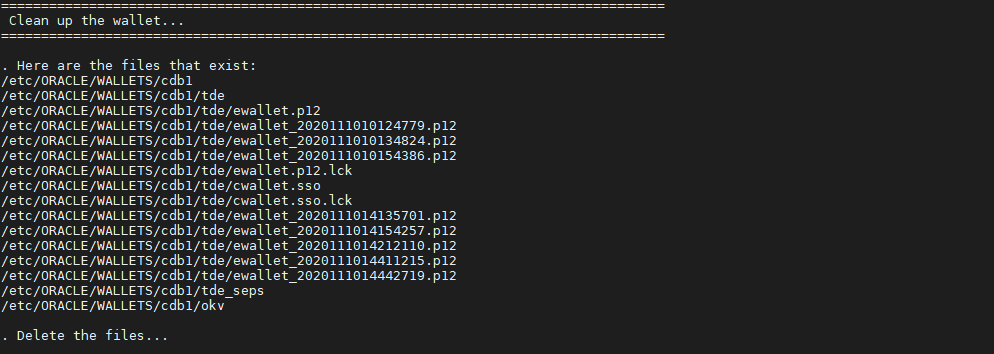 ===================================================================================
Clean up the wallet...
===================================================================================
. Here are the files that exist:
/etc/ORACLE/WALLETS/cdb1
/etc/ORACLE/WALLETS/cdb1/tde
/etc/ORACLE/WALLETS/cdb1/tde/ewallet.p12
/etc/ORACLE/WALLETS/cdb1/tde/ewallet_2020111010124779.p12
/etc/ORACLE/WALLETS/cdb1/tde/ewallet_2020111010134824.p12
/etc/ORACLE/WALLETS/cdb1/tde/ewallet_2020111010154386.p12
/etc/ORACLE/WALLETS/cdb1/tde/ewallet.p12.lck
/etc/ORACLE/WALLETS/cdb1/tde/cwallet.sso
/etc/ORACLE/WALLETS/cdb1/tde/cwallet.sso.lck
/etc/ORACLE/WALLETS/cdb1/tde/ewallet_2020111014135701.p12
/etc/ORACLE/WALLETS/cdb1/tde/ewallet_2020111014154257.p12
/etc/ORACLE/WALLETS/cdb1/tde/ewallet_2020111014212110.p12
/etc/ORACLE/WALLETS/cdb1/tde/ewallet_2020111014411215.p12
/etc/ORACLE/WALLETS/cdb1/tde/ewallet_2020111014442719.p12
/etc/ORACLE/WALLETS/cdb1/tde_seps
/etc/ORACLE/WALLETS/cdb1/okv
. Delete the files...